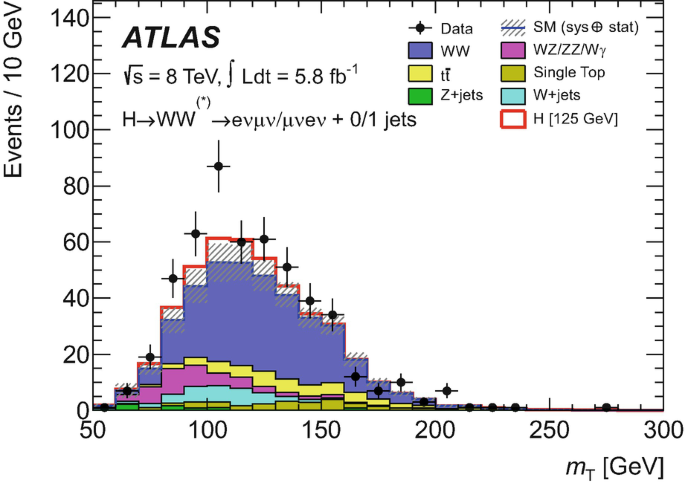 Events / 10 GeV
140
120
100
80
60
40
20
0
ATLAS
√s = 8 TeV, ∫ Ldt = 5.8 fb⁻¹
H→WW⁽*⁾→eνμν/μνeν + 0/1 jets
Data
SM (sys ⊕ stat)
WW
WZ/ZZ/Wγ
tt̄
Single Top
Z+jets
W+jets
H [125 GeV]
50
100
150
200
250
300
m_T [GeV]